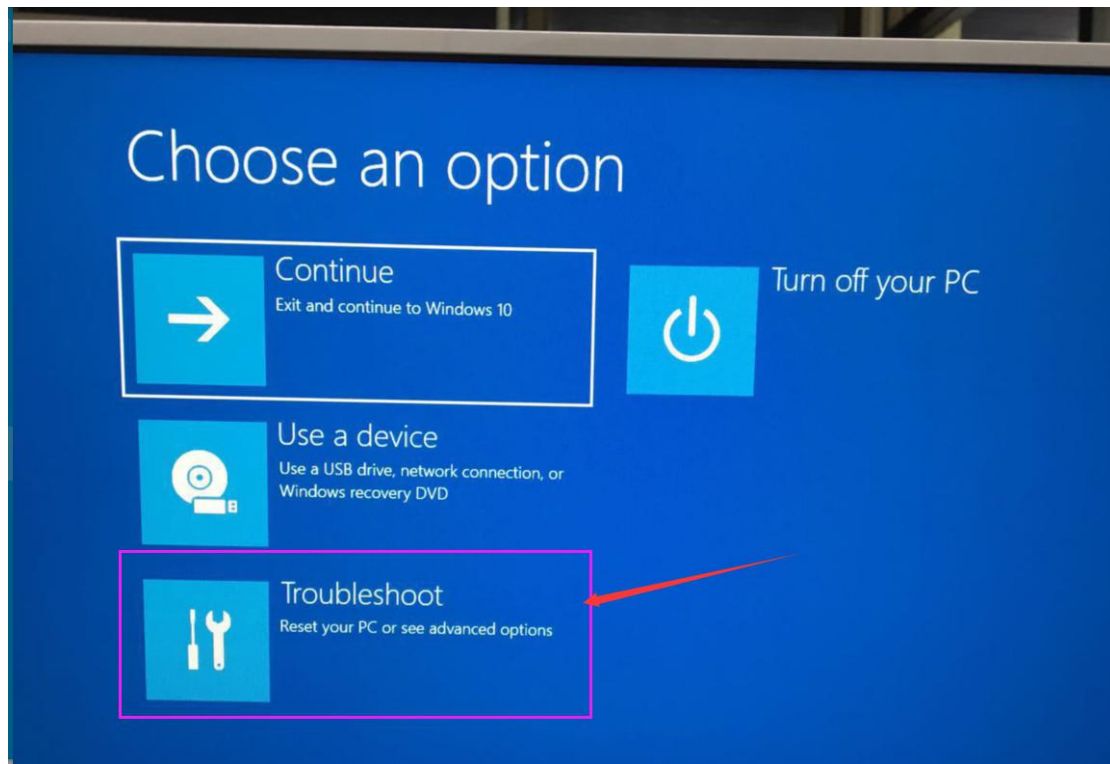 Choose an option
Continue
Exit and continue to Windows 10
Turn off your PC
Use a device
Use a USB drive, network connection, or
Windows recovery DVD
Troubleshoot
Reset your PC or see advanced options